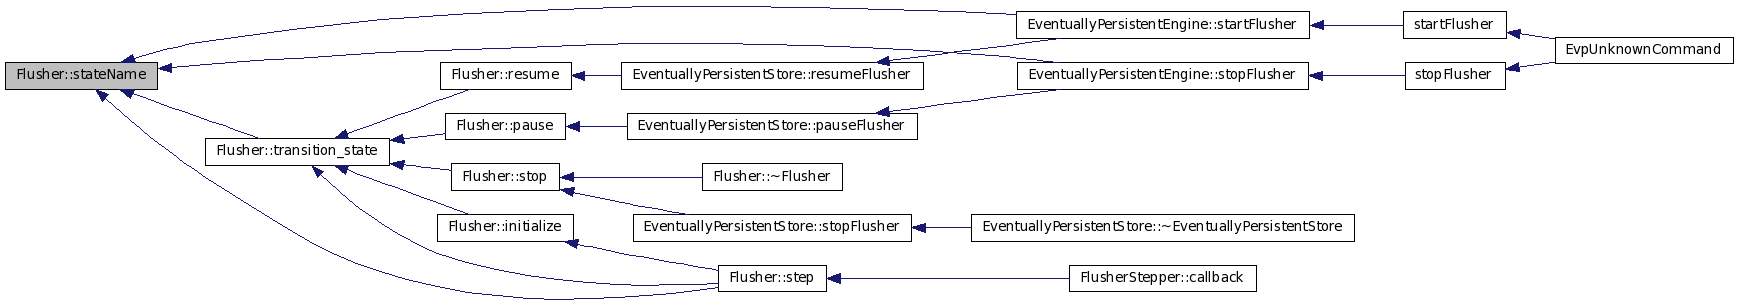 Flusher::stateName
EventuallyPersistentEngine::startFlusher
startFlusher
EvpUnknownCommand
Flusher::resume
EventuallyPersistentStore::resumeFlusher
EventuallyPersistentEngine::stopFlusher
stopFlusher
Flusher::transition_state
Flusher::pause
EventuallyPersistentStore::pauseFlusher
Flusher::stop
Flusher::~Flusher
Flusher::initialize
EventuallyPersistentStore::stopFlusher
EventuallyPersistentStore::~EventuallyPersistentStore
Flusher::step
FlusherStepper::callback